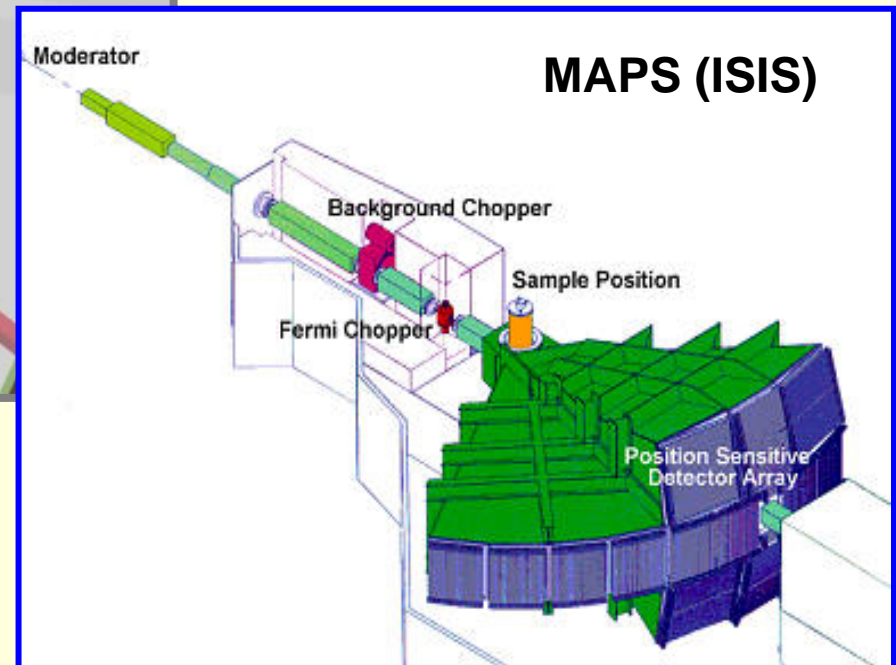 Moderator
MAPS (ISIS)
Background Chopper
Sample Position
Fermi Chopper
Position Sensitive
Detector Array